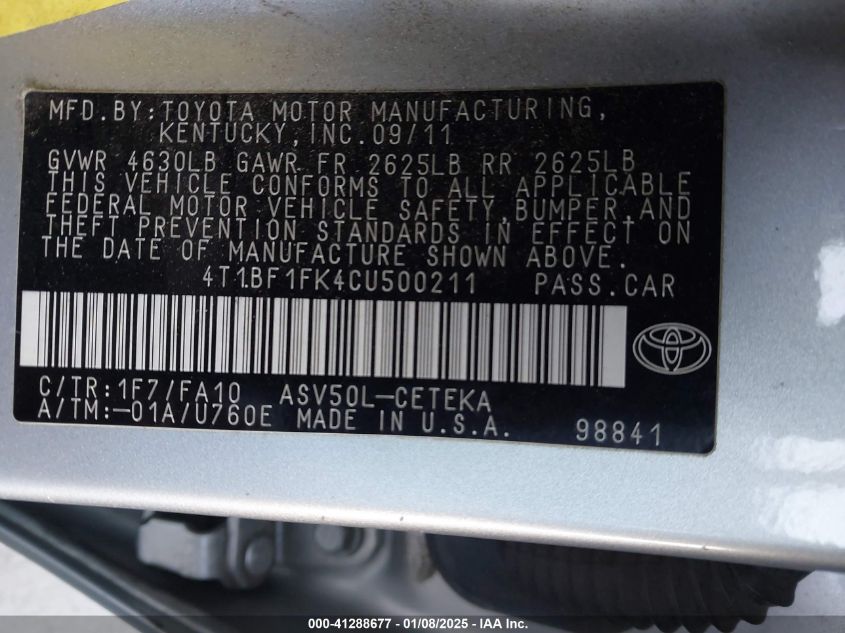 MFD.BY:TOYOTA MOTOR MANUFACTURING,
KENTUCKY,INC.09/11
GVWR 4630LB GAWR FR 2625LB RR 2625LB
THIS VEHICLE CONFORMS TO ALL APPLICABLE
FEDERAL MOTOR VEHICLE SAFETY,BUMPER,AND
THEFT PREVENTION STANDARDS IN EFFECT ON
THE DATE OF MANUFACTURE SHOWN ABOVE.
4T1BF1FK4CU500211 PASS.CAR
C/TR:1F7/FA10 ASV50L-CETEKA
A/TM:-01A/U760E MADE IN U.S.A. 98841
000-41288677 - 01/08/2025 - IAA Inc.